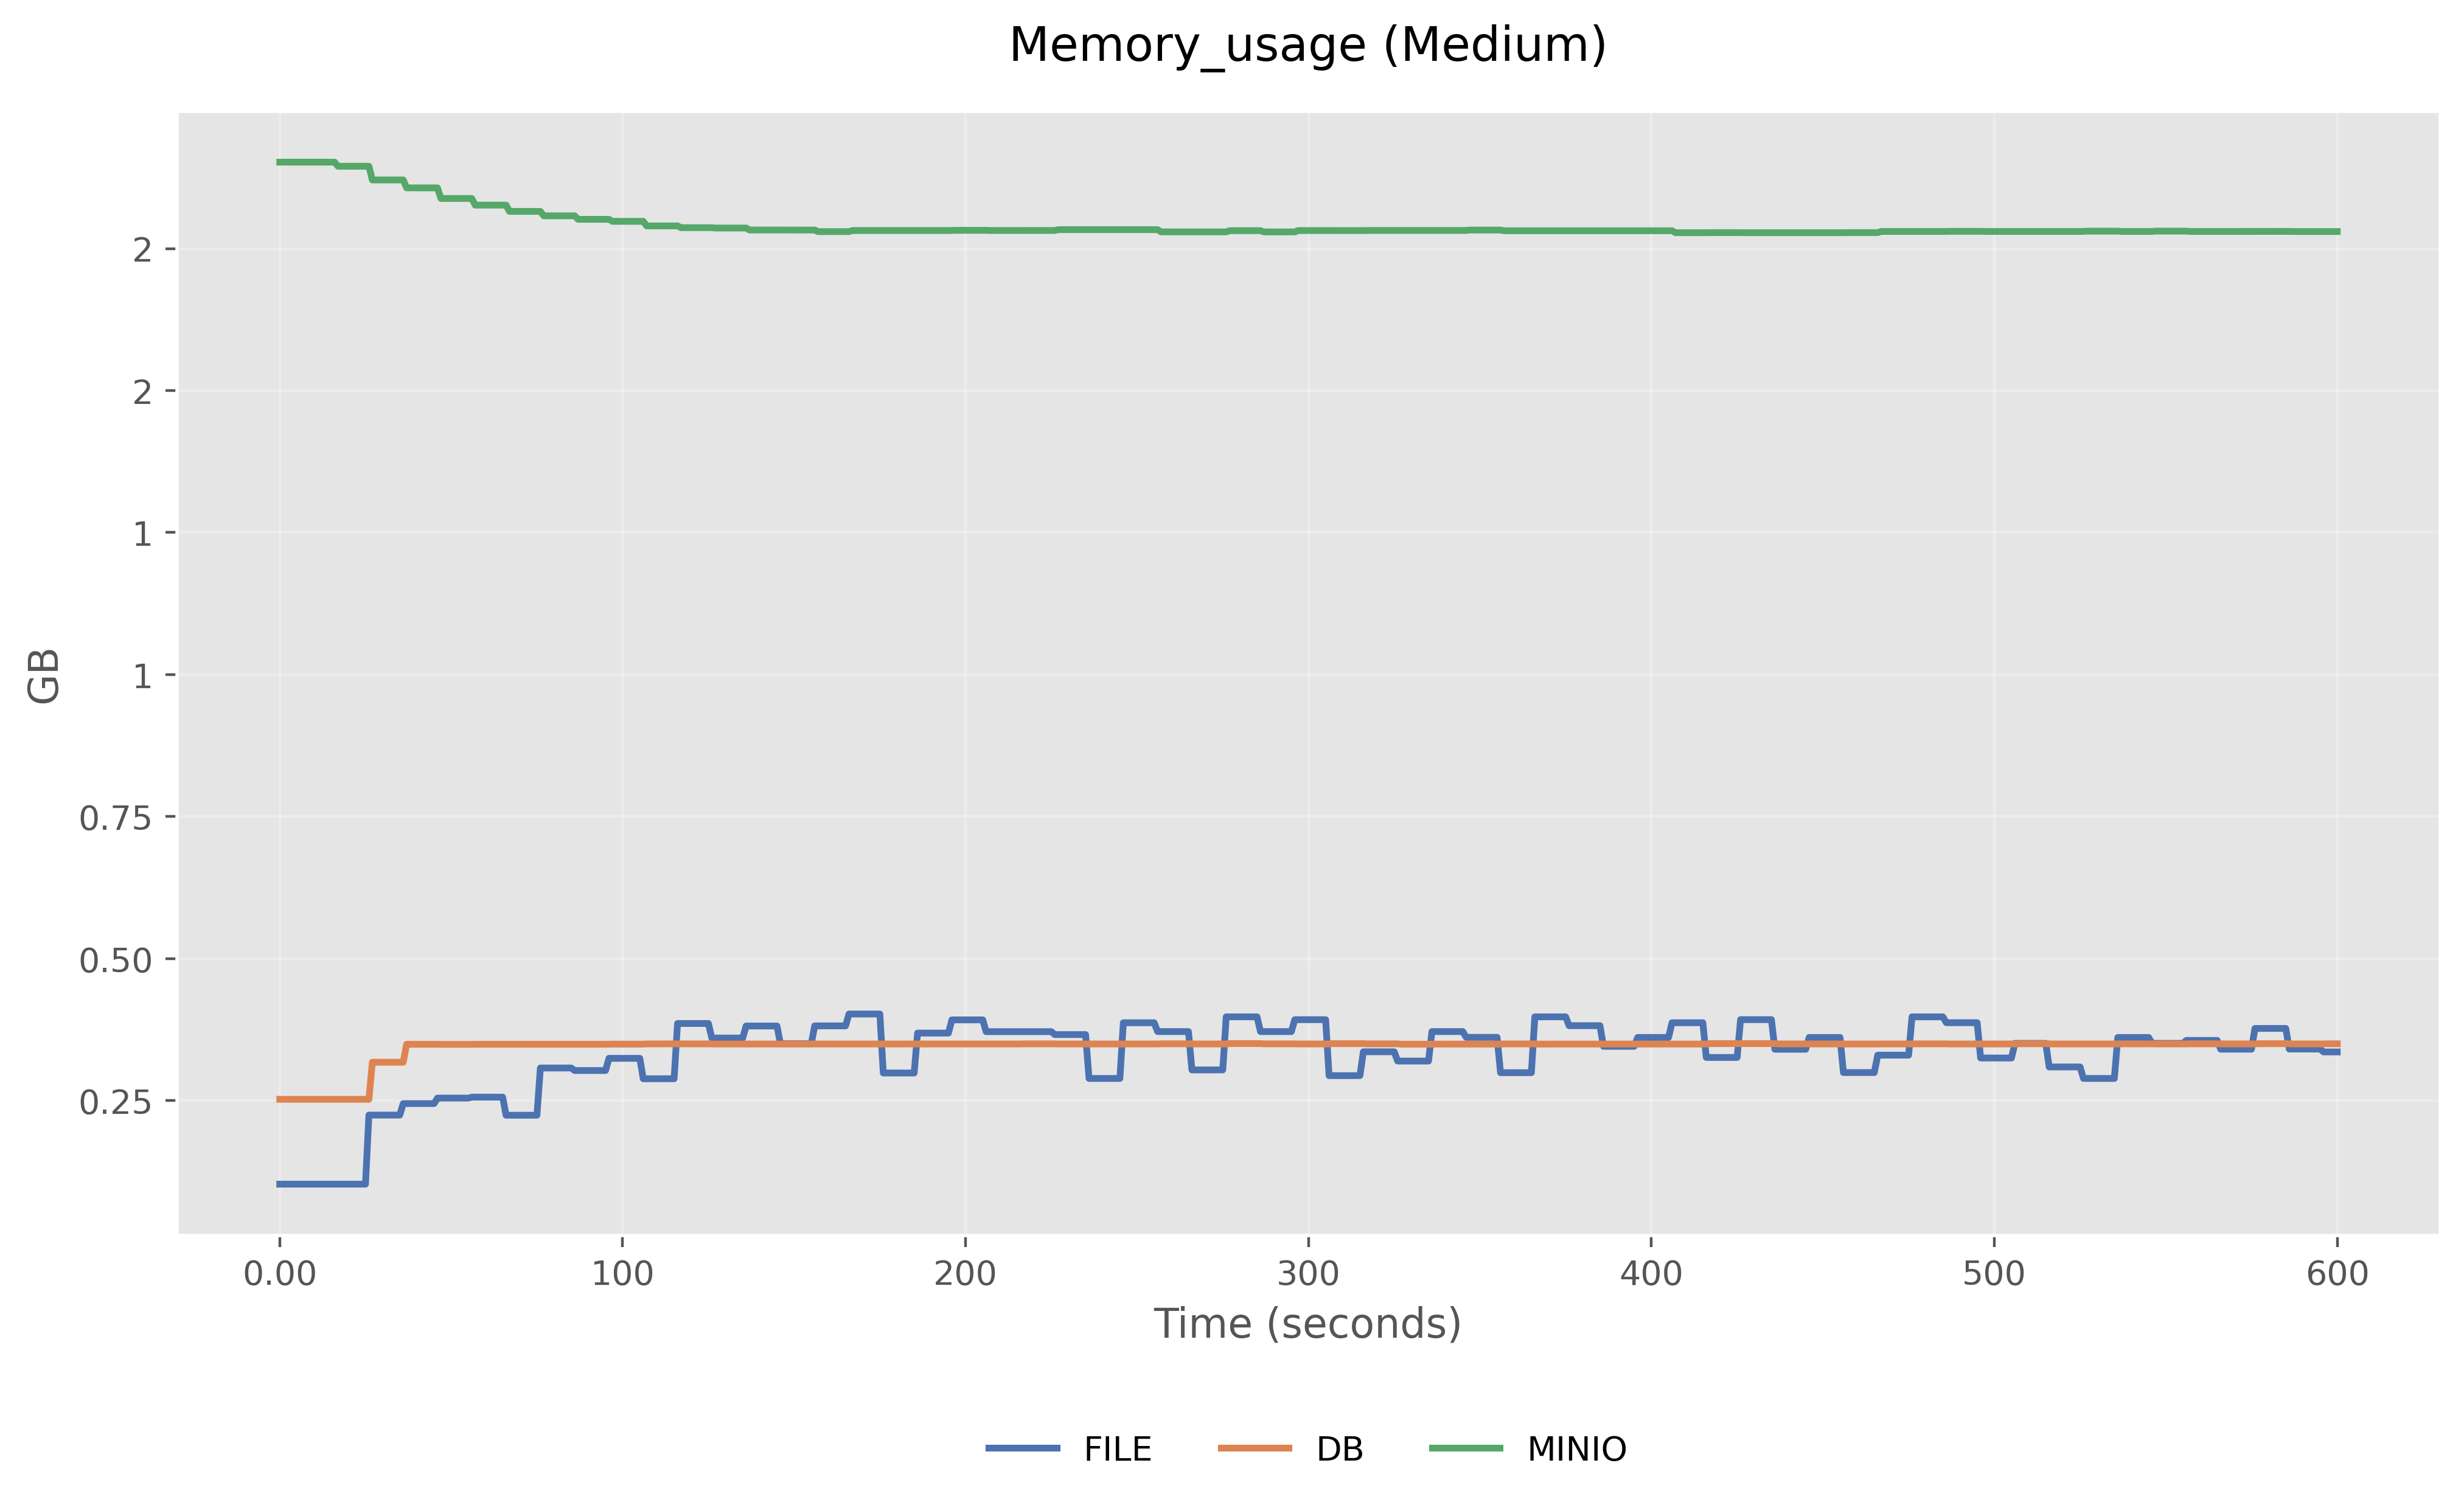 Memory_usage (Medium)
GB
2
2
1
1
0.75
0.50
0.25
0.00 100 200 300 400 500 600
Time (seconds)
FILE DB MINIO